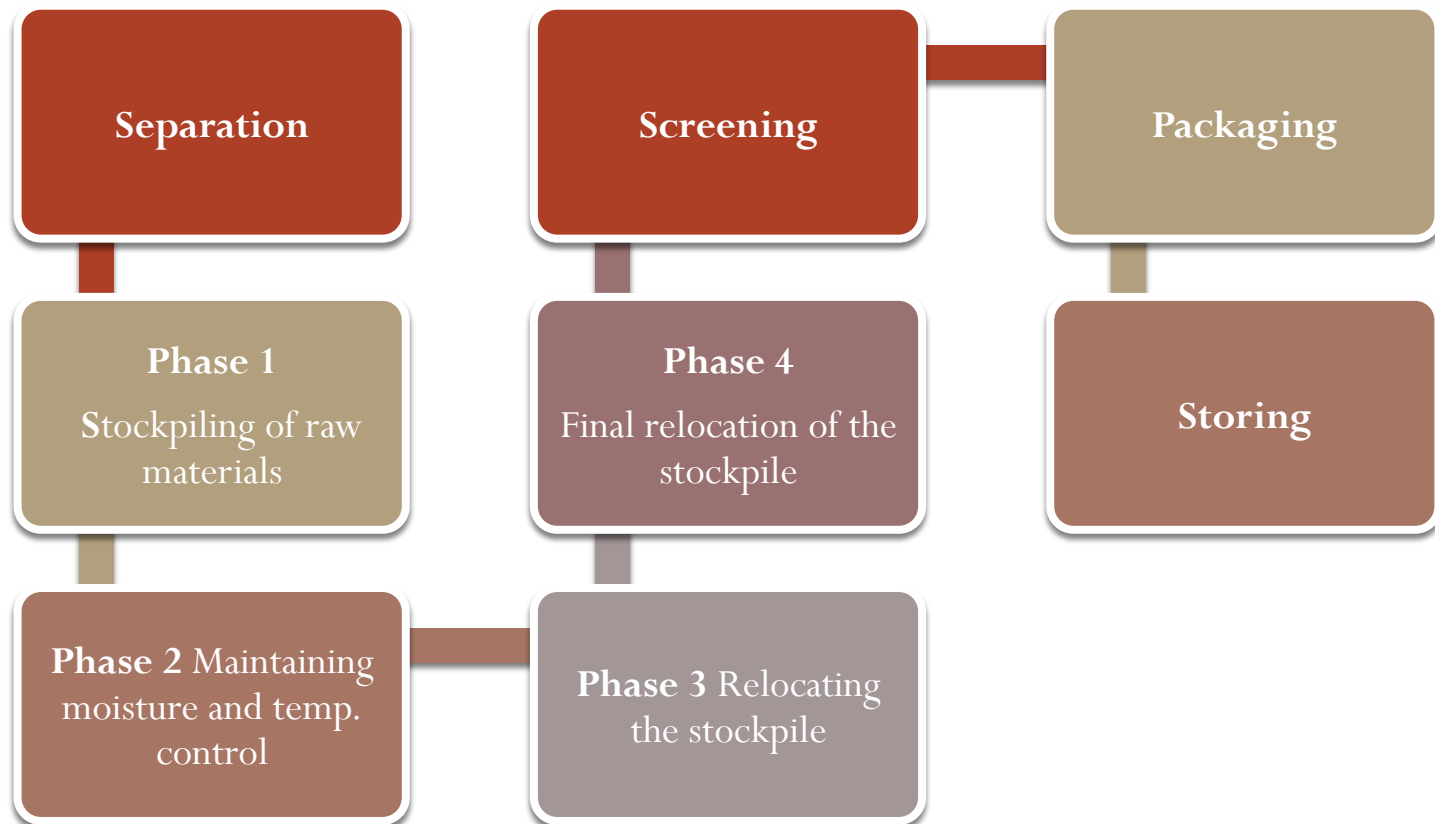 Separation
Phase 1
Stockpiling of raw
materials
Phase 2 Maintaining
moisture and temp.
control
Phase 3 Relocating
the stockpile
Phase 4
Final relocation of the
stockpile
Screening
Packaging
Storing